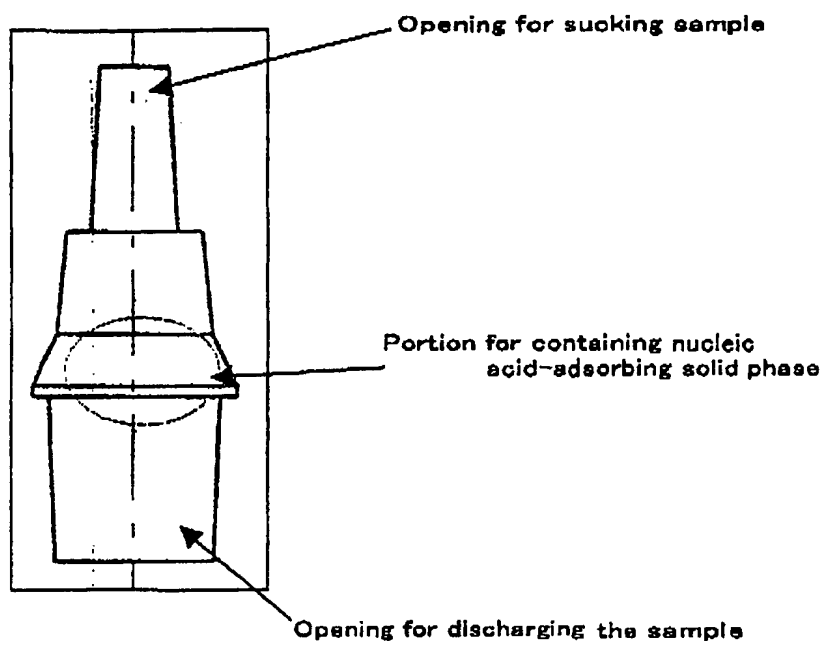 Opening for sucking sample
Portion for containing nucleic
acid-adsorbing solid phase
Opening for discharging the sample